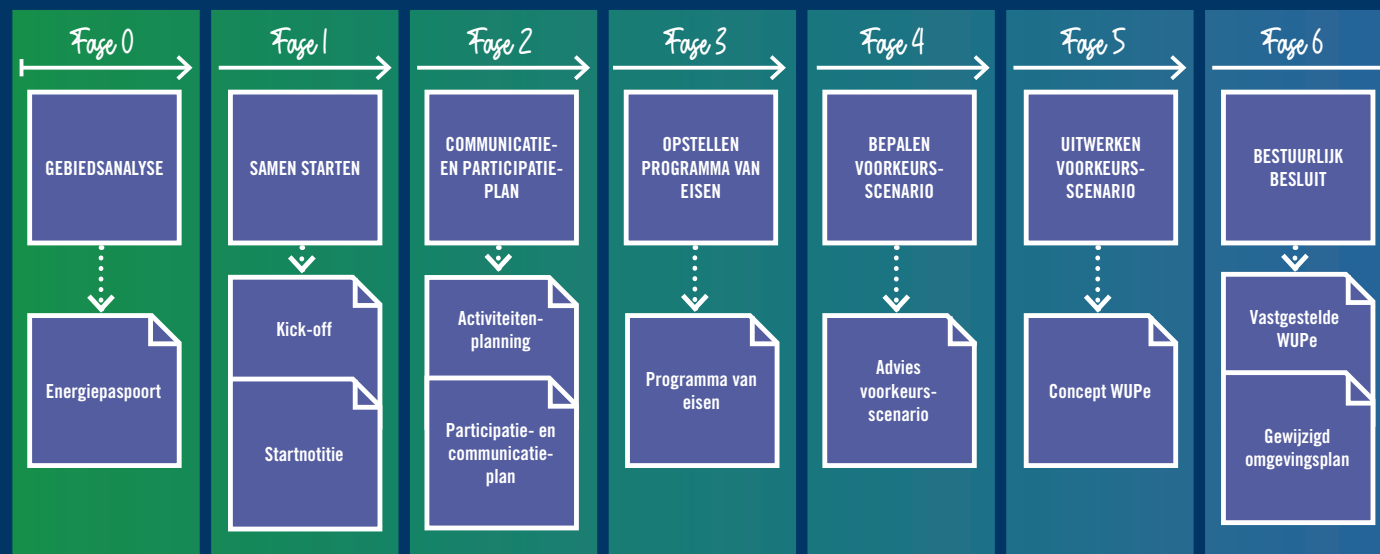 Fase 0
GEBIEDSANALYSE
Energiepaspoort
Fase 1
SAMEN STARTEN
Kick-off
Startnotitie
Fase 2
COMMUNICATIE-
EN PARTICIPATIE-
PLAN
Activiteiten-
planning
Participatie- en
communicatie-
plan
Fase 3
OPSTELLEN
PROGRAMMA VAN
EISEN
Programma van
eisen
Fase 4
BEPALEN
VOORKEURS-
SCENARIO
Advies
voorkeurs-
scenario
Fase 5
UITWERKEN
VOORKEURS-
SCENARIO
Concept WUPe
Fase 6
BESTUURLIJK
BESLUIT
Vastgestelde
WUPe
Gewijzigd
omgevingsplan